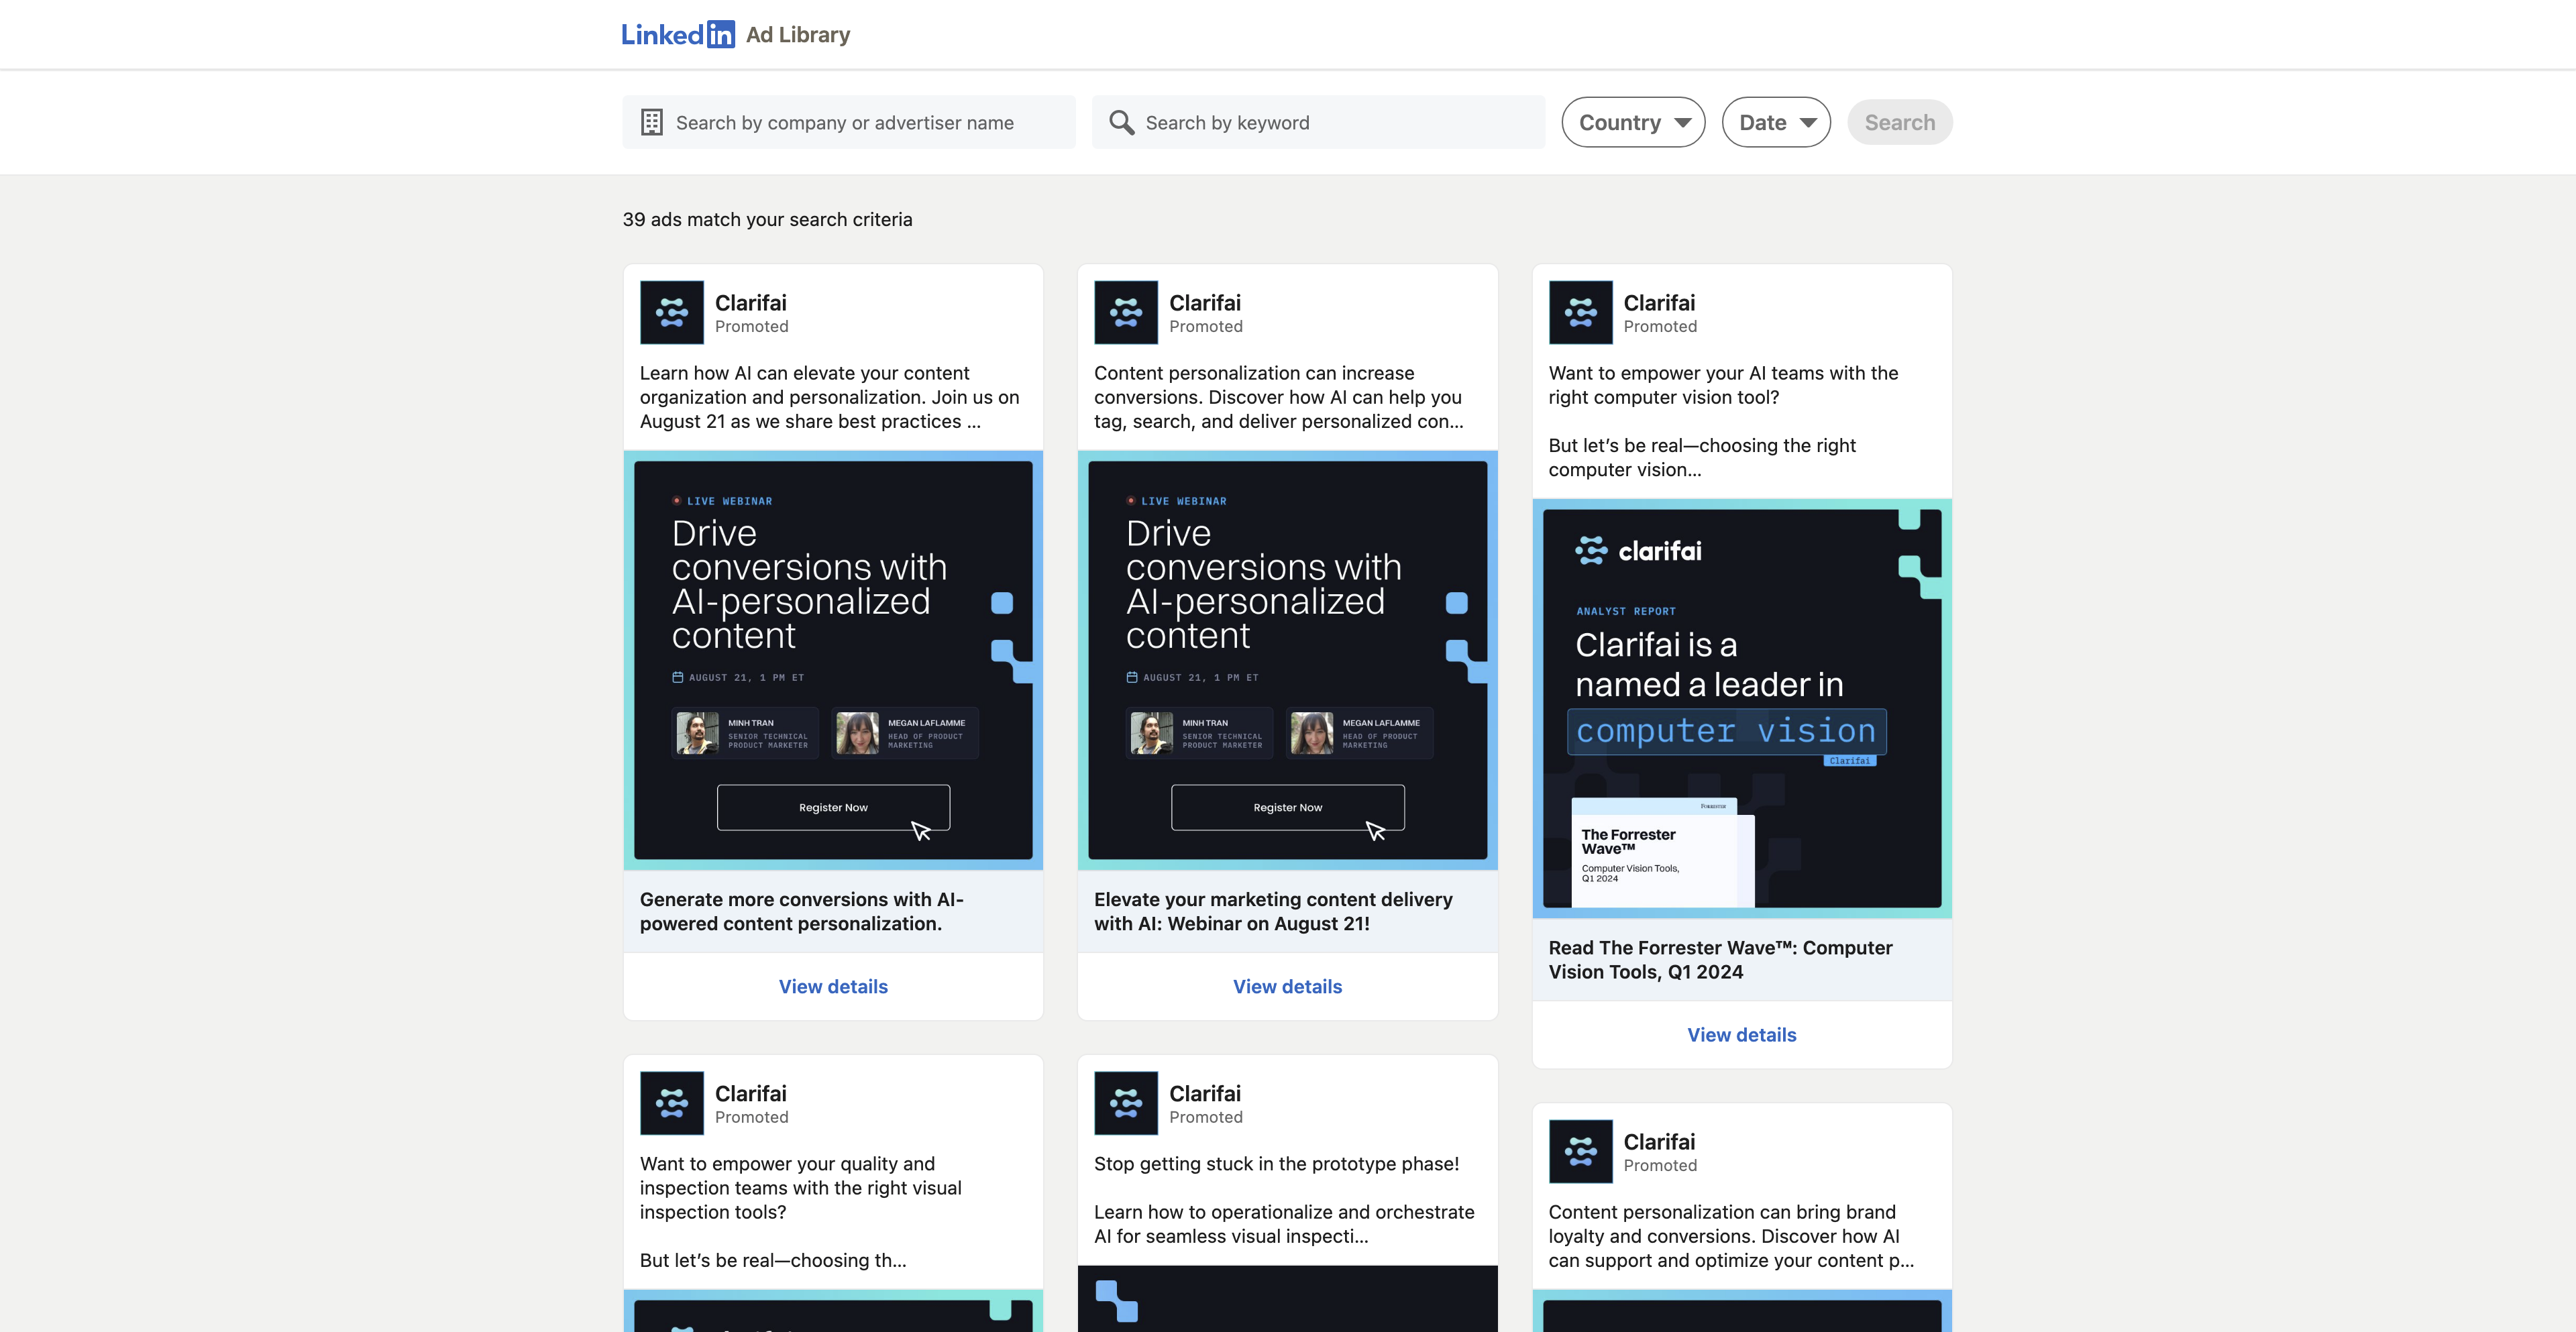 Linked in Ad Library
Search by company or advertiser name
Search by keyword
Country
Date
Search
39 ads match your search criteria
Clarifai
Promoted
Learn how AI can elevate your content
organization and personalization. Join us on
August 21 as we share best practices ...
LIVE WEBINAR
Drive
conversions with
AI-personalized
content
AUGUST 21, 1 PM ET
MINH TRAN
SENIOR TECHNICAL
PRODUCT MARKETER
MEGAN LAFLAMME
HEAD OF PRODUCT
MARKETING
Register Now
Generate more conversions with AI-
powered content personalization.
View details
Clarifai
Promoted
Content personalization can increase
conversions. Discover how AI can help you
tag, search, and deliver personalized con...
LIVE WEBINAR
Drive
conversions with
AI-personalized
content
AUGUST 21, 1 PM ET
MINH TRAN
SENIOR TECHNICAL
PRODUCT MARKETER
MEGAN LAFLAMME
HEAD OF PRODUCT
MARKETING
Register Now
Elevate your marketing content delivery
with AI: Webinar on August 21!
View details
Clarifai
Promoted
Want to empower your AI teams with the
right computer vision tool?
But let's be real—choosing the right
computer vision...
clarifai
ANALYST REPORT
Clarifai is a
named a leader in
computer vision
Clarifai
FORRESTER
The Forrester
Wave™
Computer Vision Tools,
Q1 2024
Read The Forrester Wave™: Computer
Vision Tools, Q1 2024
View details
Clarifai
Promoted
Want to empower your quality and
inspection teams with the right visual
inspection tools?
But let's be real—choosing th...
Clarifai
Promoted
Stop getting stuck in the prototype phase!
Learn how to operationalize and orchestrate
AI for seamless visual inspecti...
Clarifai
Promoted
Content personalization can bring brand
loyalty and conversions. Discover how AI
can support and optimize your content p...